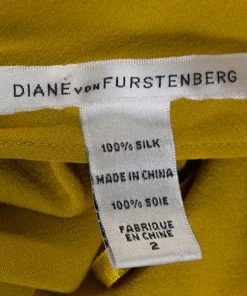 DIANE VON FURSTENBERG
100% SILK
MADE IN CHINA
100% SOIE
FABRIQUE
EN CHINE
2